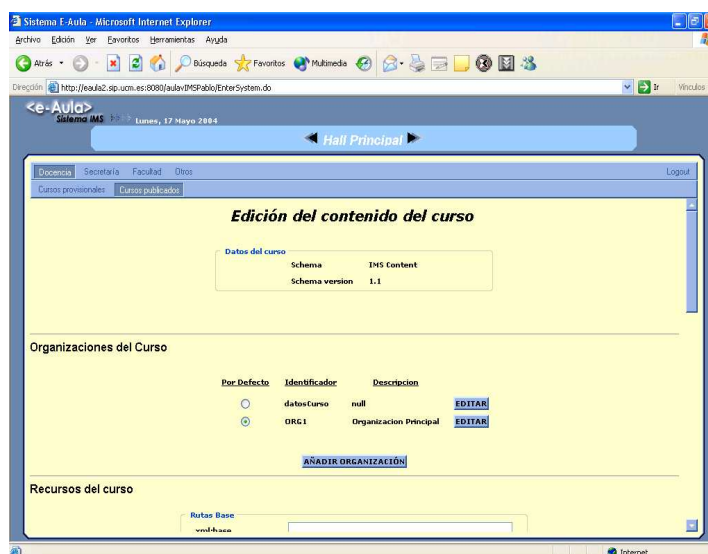 Sistema E-Aula - Microsoft Internet Explorer
Archivo Edición Ver Favoritos Herramientas Ayuda
Atrás Búsqueda Favoritos Multimedia
Dirección http://eaula2.sip.ucm.es:8080/aulavIMSPablo/EnterSystem.do Ir Vínculos
<e-Aula>
Sistema IMS Lunes, 17 Mayo 2004
Hall Principal
Docencia Secretaría Facultad Otros Logout
Cursos provisionales Cursos publicados
Edición del contenido del curso
Datos del curso
Schema IMS Content
Schema version 1.1
Organizaciones del Curso
Por Defecto Identificador Descripcion
datosCurso null EDITAR
ORG1 Organizacion Principal EDITAR
AÑADIR ORGANIZACIÓN
Recursos del curso
Rutas Base
xml:base
Internet